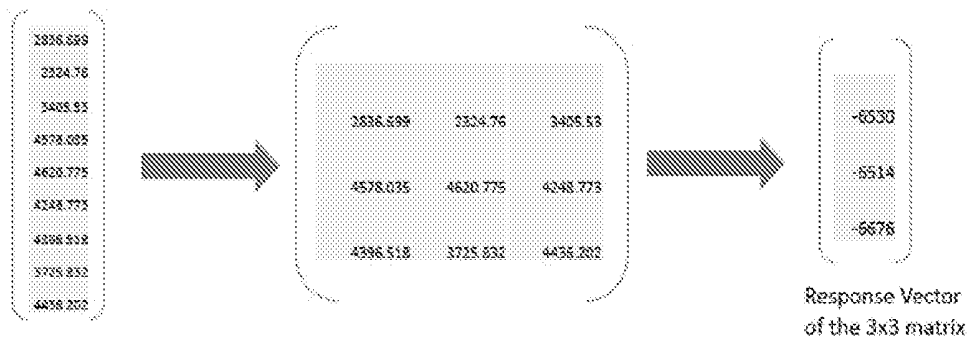 2836.699
2324.76
3405.53
4578.035
4620.775
4248.773
4396.518
3725.832
4436.202
2836.699 2324.76 3405.53
4578.035 4620.775 4248.773
4396.518 3725.832 4436.202
-6530
-6514
-6676
Response Vector
of the 3x3 matrix